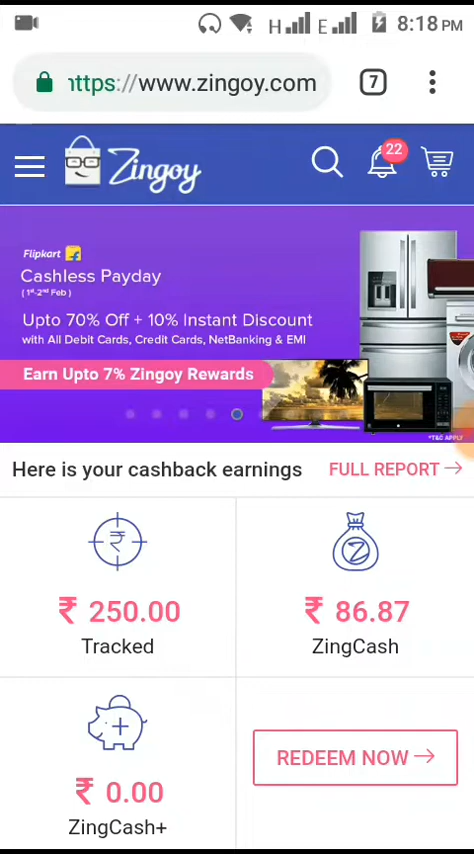 H E 8:18 PM
https://www.zingoy.com 7
Zingoy 22
Flipkart
Cashless Payday
( 1st-2nd Feb )
Upto 70% Off + 10% Instant Discount
with All Debit Cards, Credit Cards, NetBanking & EMI
Earn Upto 7% Zingoy Rewards
*T&C APPLY
Here is your cashback earnings FULL REPORT
₹ 250.00 ₹ 86.87
Tracked ZingCash
₹ 0.00 REDEEM NOW
ZingCash+